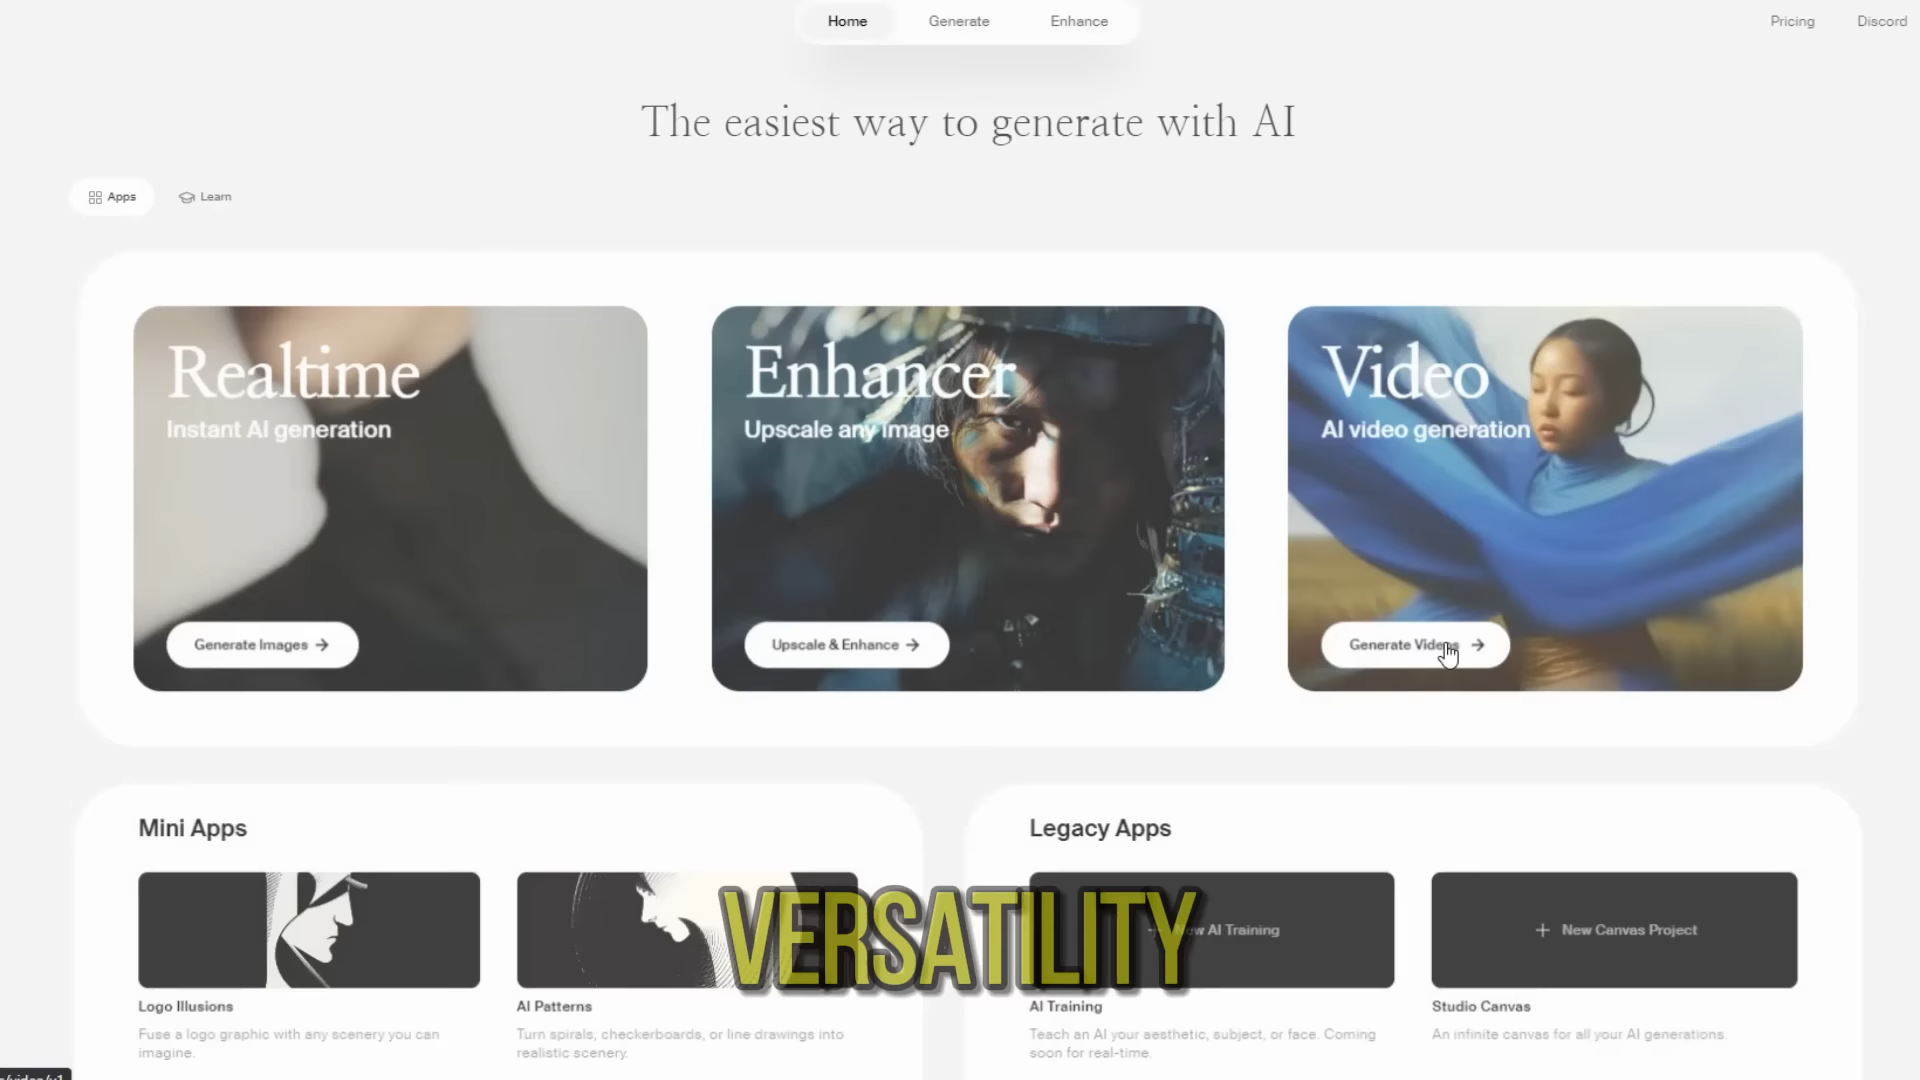 Home
Generate
Enhance
Pricing
Discord
The easiest way to generate with AI
Apps
Learn
Realtime
Instant AI generation
Generate Images
Enhancer
Upscale any image
Upscale & Enhance
Video
AI video generation
Generate Videos
Mini Apps
Logo Illusions
Fuse a logo graphic with any scenery you can
imagine.
AI Patterns
Turn spirals, checkerboards, or line drawings into
realistic scenery.
Legacy Apps
New AI Training
AI Training
Teach an AI your aesthetic, subject, or face. Coming
soon for real-time.
+ New Canvas Project
Studio Canvas
An infinite canvas for all your AI generations.
VERSATILITY